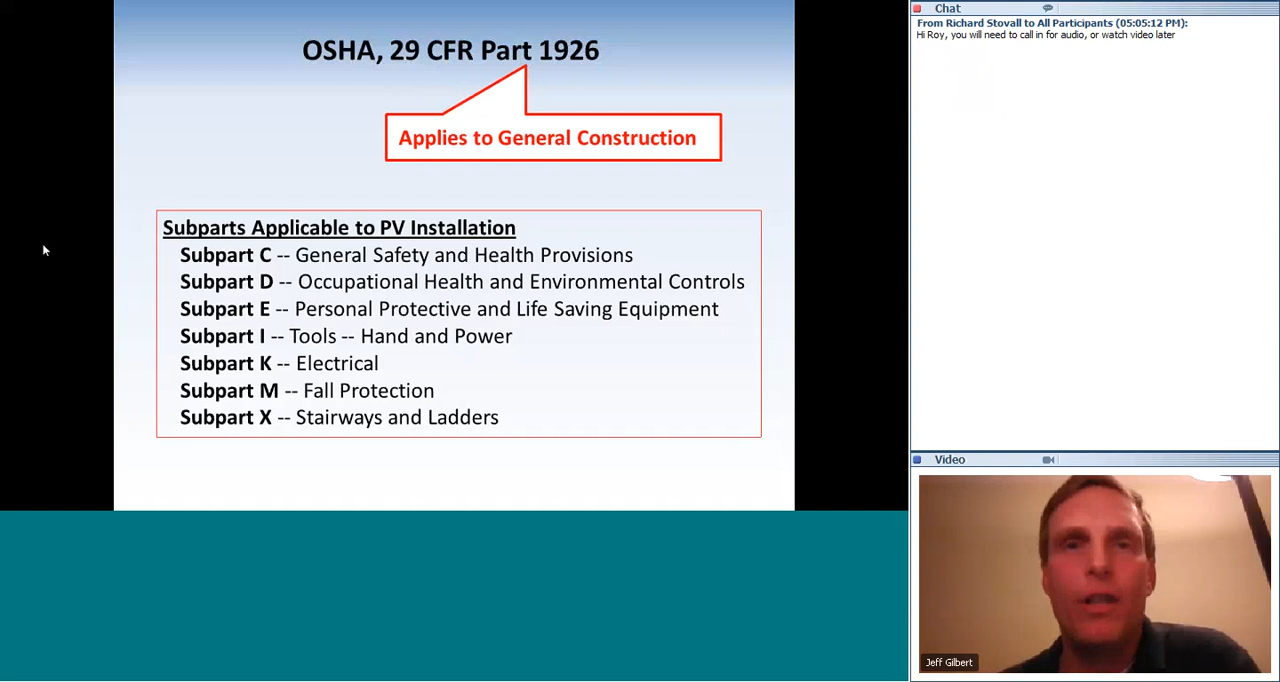 OSHA, 29 CFR Part 1926
Applies to General Construction
Subparts Applicable to PV Installation
Subpart C -- General Safety and Health Provisions
Subpart D -- Occupational Health and Environmental Controls
Subpart E -- Personal Protective and Life Saving Equipment
Subpart I -- Tools -- Hand and Power
Subpart K -- Electrical
Subpart M -- Fall Protection
Subpart X -- Stairways and Ladders
Chat
From Richard Stovall to All Participants (05:05:12 PM):
Hi Roy, you will need to call in for audio, or watch video later
Video
Jeff Gilbert